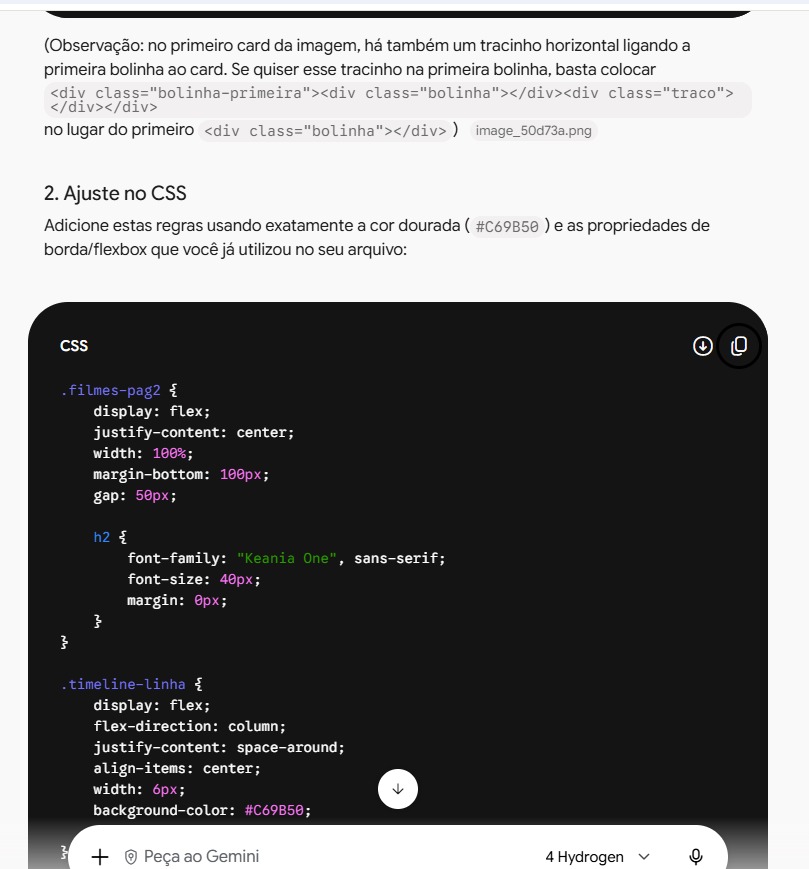 (Observação: no primeiro card da imagem, há também um tracinho horizontal ligando a
primeira bolinha ao card. Se quiser esse tracinho na primeira bolinha, basta colocar
<div class="bolinha-primeira"><div class="bolinha"></div><div class="traco">
</div></div>
no lugar do primeiro <div class="bolinha"></div> ) image_50d73a.png
2. Ajuste no CSS
Adicione estas regras usando exatamente a cor dourada ( #C69B50 ) e as propriedades de
borda/flexbox que você já utilizou no seu arquivo:
CSS
.filmes-pag2 {
display: flex;
justify-content: center;
width: 100%;
margin-bottom: 100px;
gap: 50px;
h2 {
font-family: "Keania One", sans-serif;
font-size: 40px;
margin: 0px;
}
}
.timeline-linha {
display: flex;
flex-direction: column;
justify-content: space-around;
align-items: center;
width: 6px;
background-color: #C69B50;
}
Peça ao Gemini
4 Hydrogen